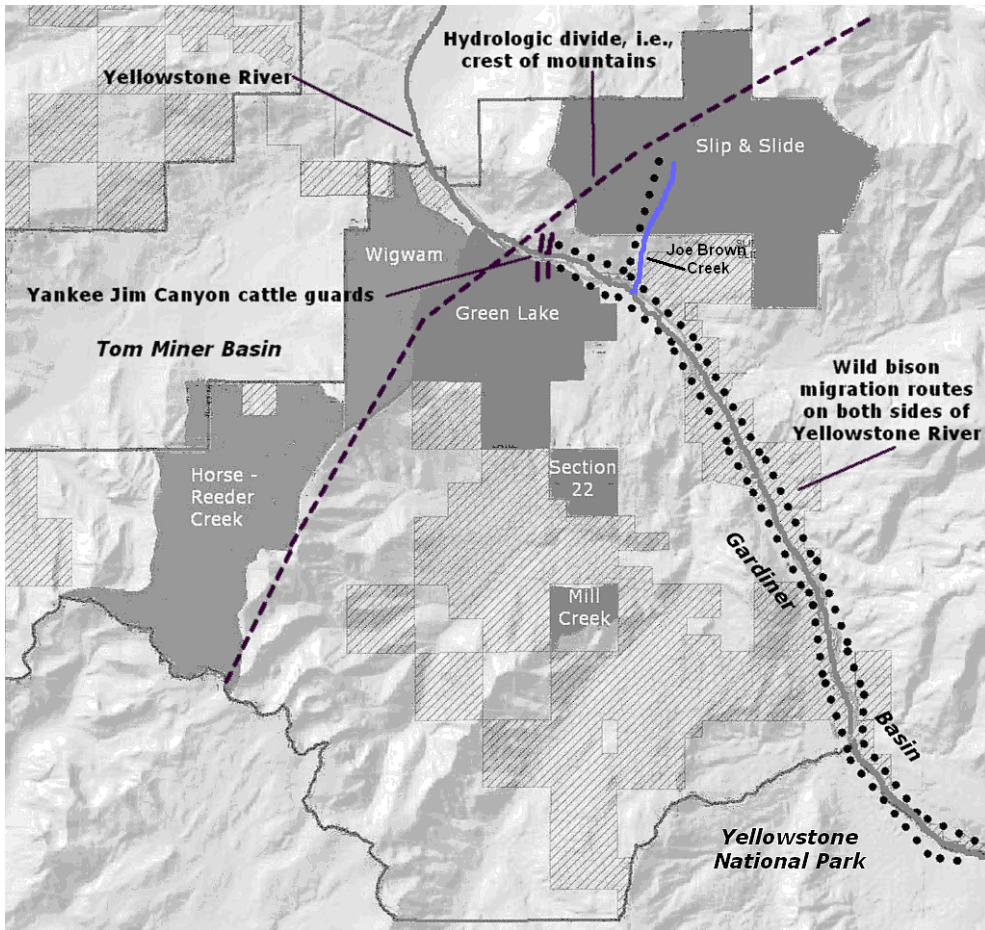 Hydrologic divide, i.e.,
crest of mountains
Yellowstone River
Slip & Slide
Wigwam
Joe Brown
Creek
Yankee Jim Canyon cattle guards
Green Lake
Tom Miner Basin
Wild bison
migration routes
on both sides of
Yellowstone River
Horse -
Reeder
Creek
Section
22
Gardiner
Mill
Creek
Basin
Yellowstone
National Park